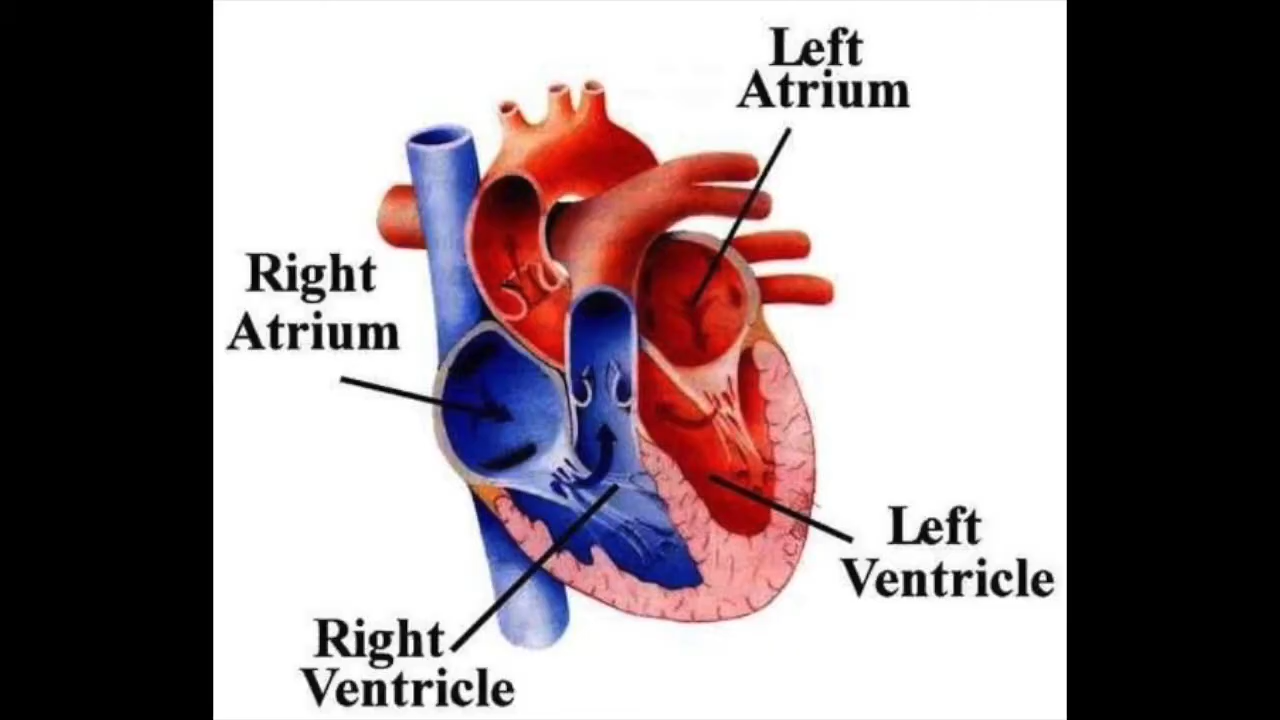 Left
Atrium
Right
Atrium
Left
Ventricle
Right
Ventricle